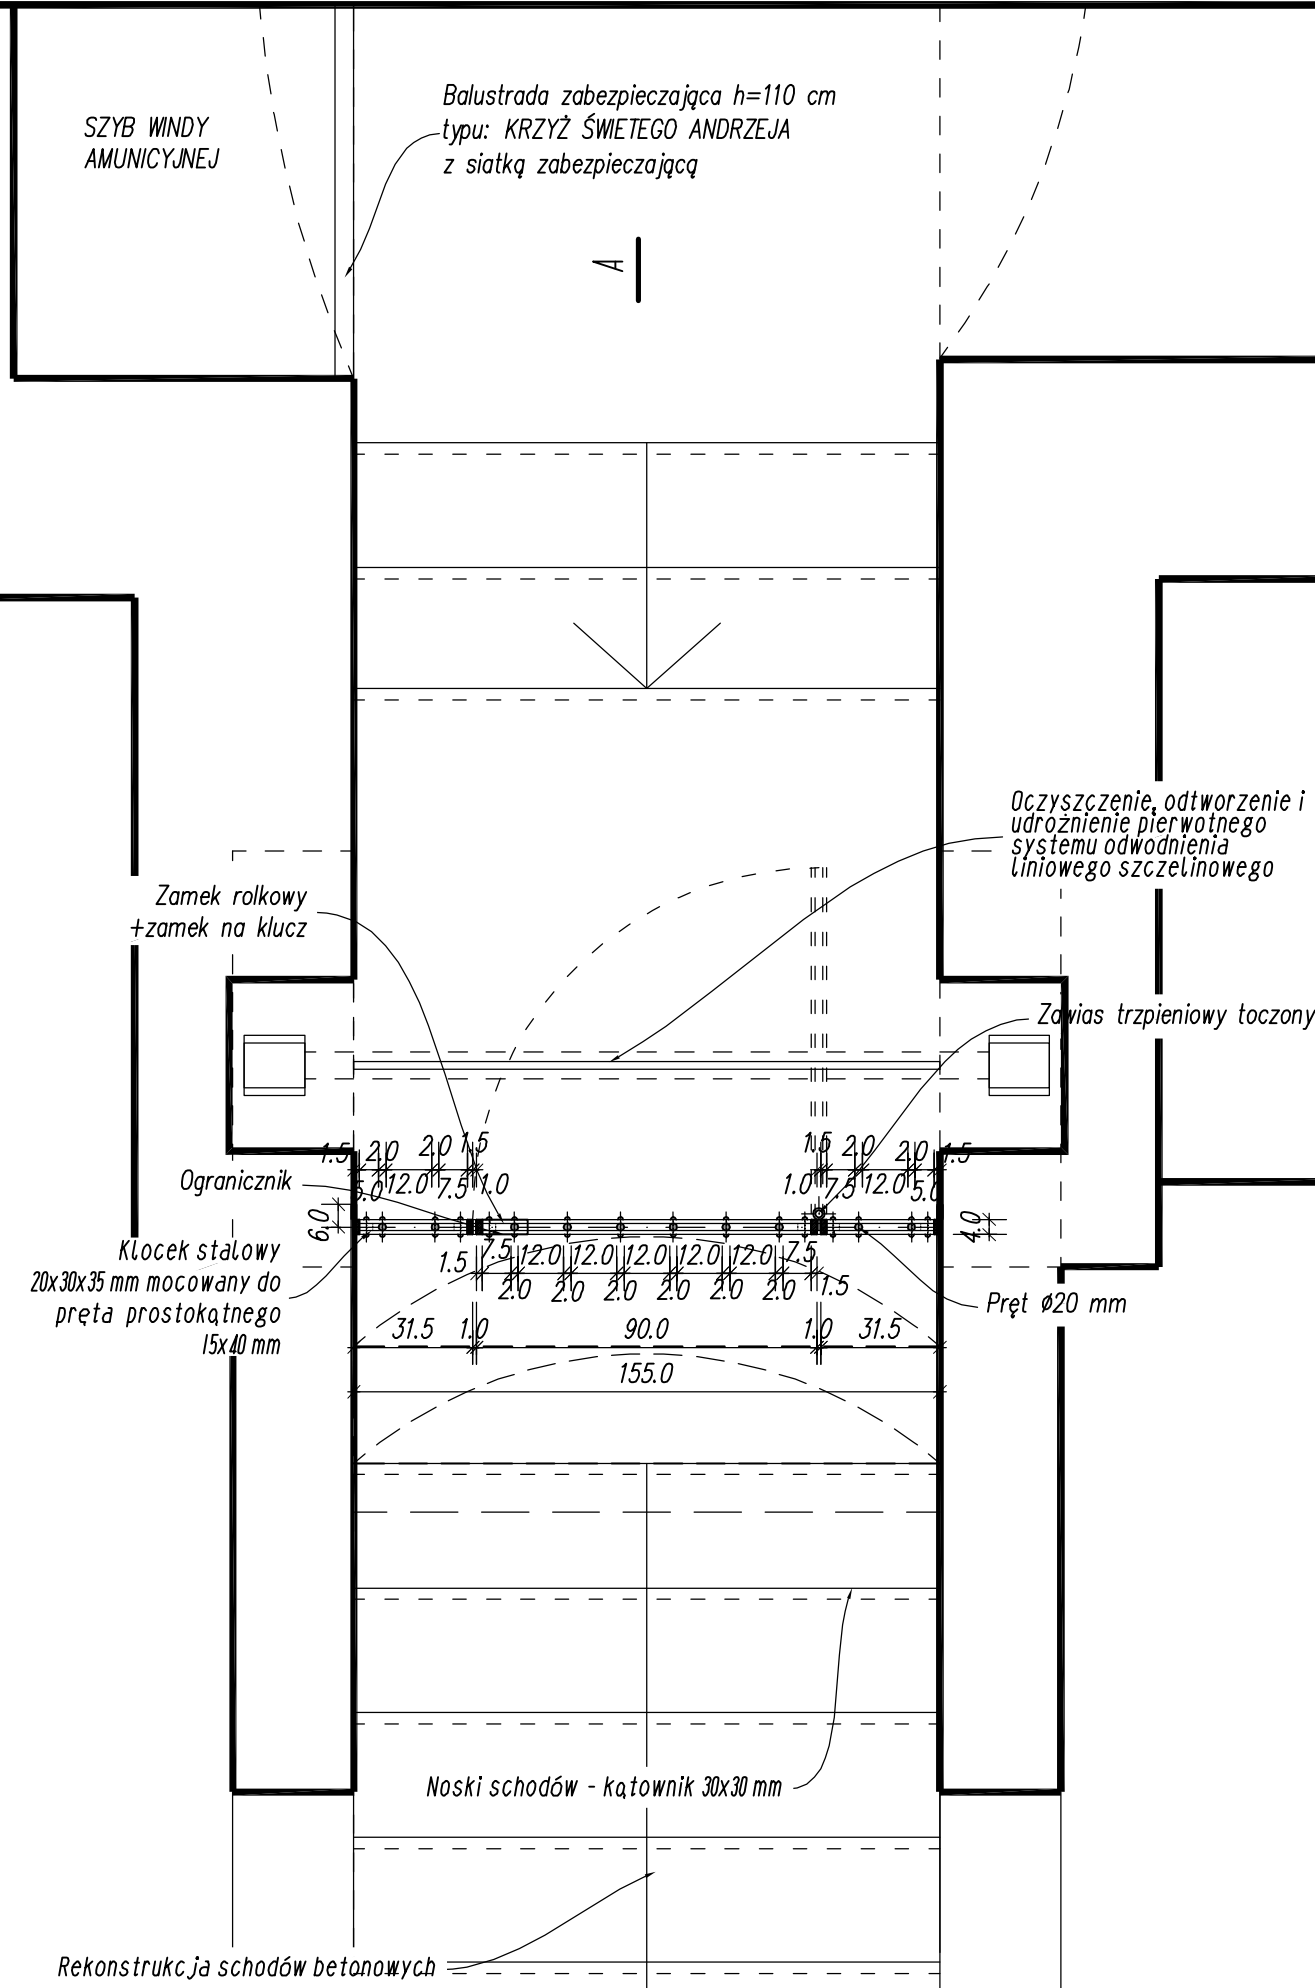 SZYB WINDY
AMUNICYJNEJ
Balustrada zabezpieczająca h=110 cm
typu: KRZYŻ ŚWIETEGO ANDRZEJA
z siatką zabezpieczającą
A
Oczyszczenie, odtworzenie i
udrożnienie pierwotnego
systemu odwodnienia
liniowego szczelinowego
Zamek rolkowy
+zamek na klucz
Zawias trzpieniowy toczony
1.5 2.0 2.0 1.5 1.5 2.0 2.0 1.5
5.0 12.0 7.5 1.0 1.0 7.5 12.0 5.0
Ogranicznik
6.0 4.0
Klocek stalowy
20x30x35 mm mocowany do
pręta prostokątnego
15x40 mm
1.5 7.5 12.0 12.0 12.0 12.0 12.0 7.5 1.5
2.0 2.0 2.0 2.0 2.0 2.0
Pręt ø20 mm
31.5 1.0 90.0 1.0 31.5
155.0
Noski schodów - kątownik 30x30 mm
Rekonstrukcja schodów betonowych